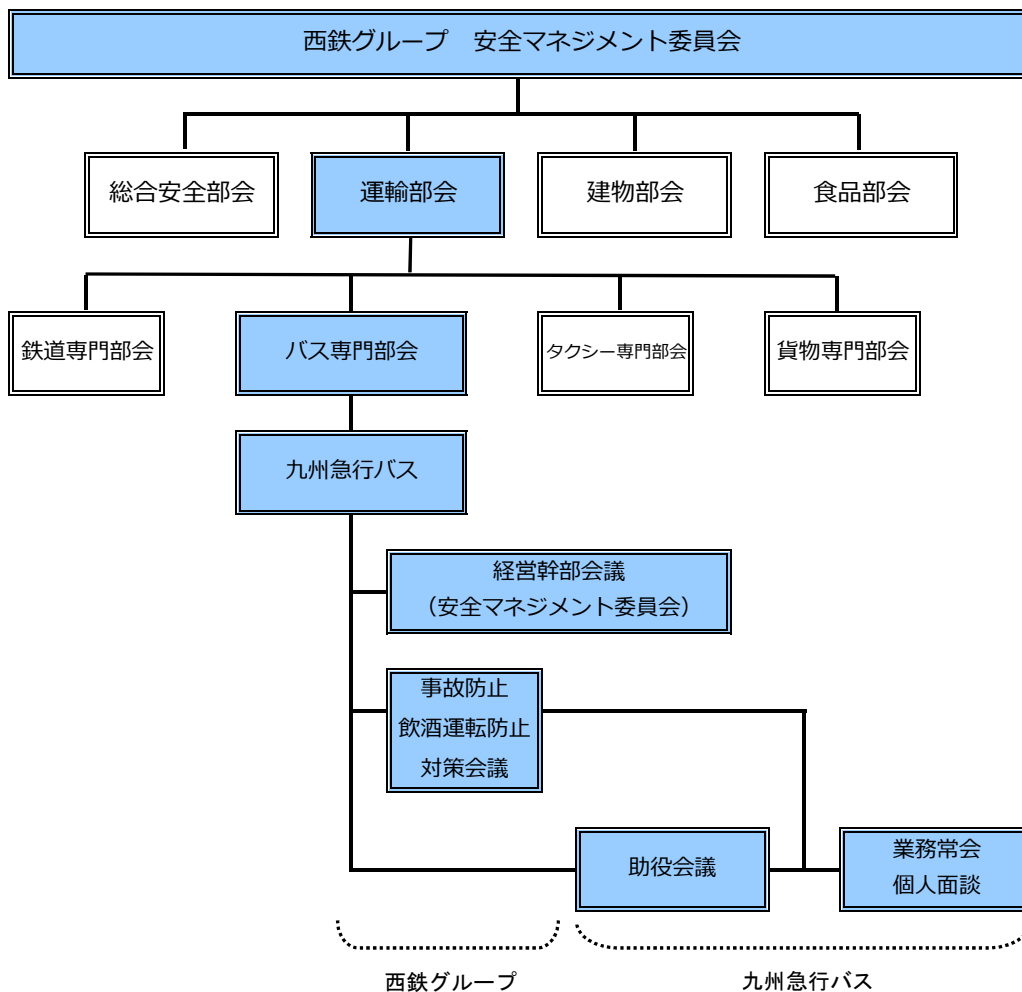 西鉄グループ　安全マネジメント委員会
総合安全部会
運輸部会
建物部会
食品部会
鉄道専門部会
バス専門部会
タクシー専門部会
貨物専門部会
九州急行バス
経営幹部会議
（安全マネジメント委員会）
事故防止
飲酒運転防止
対策会議
助役会議
業務常会
個人面談
西鉄グループ
九州急行バス